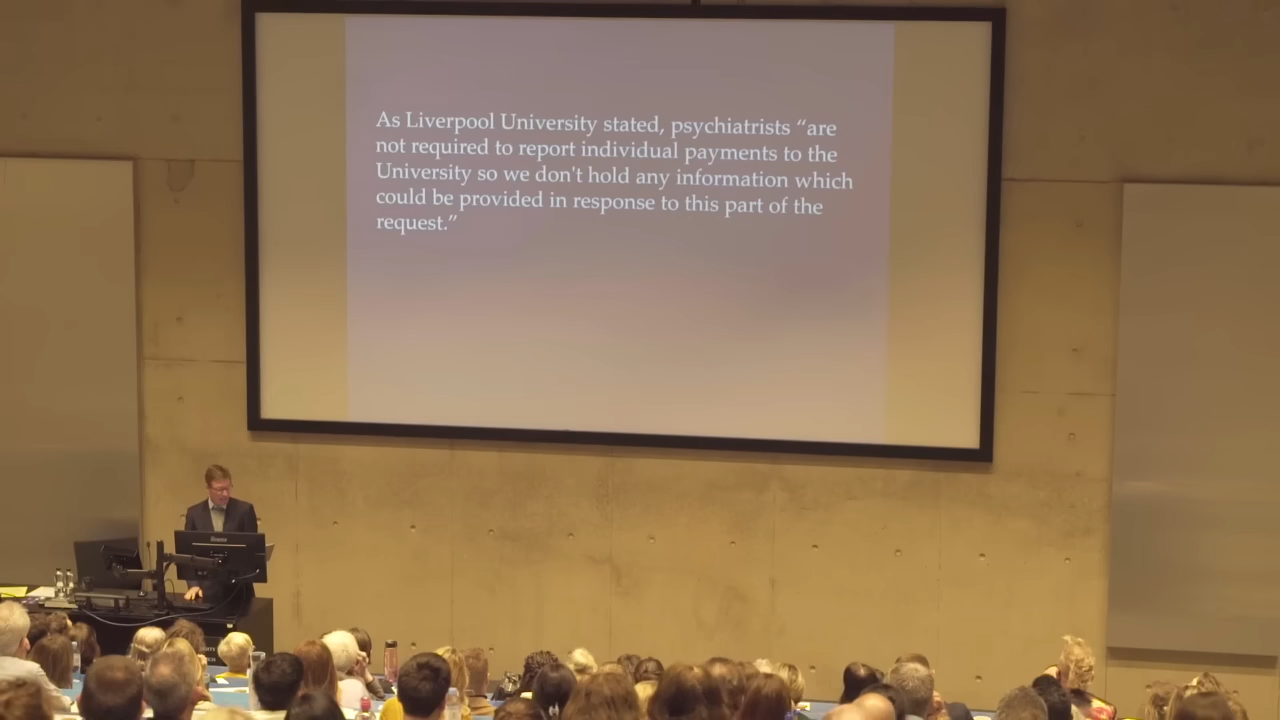 As Liverpool University stated, psychiatrists “are
not required to report individual payments to the
University so we don't hold any information which
could be provided in response to this part of the
request.”